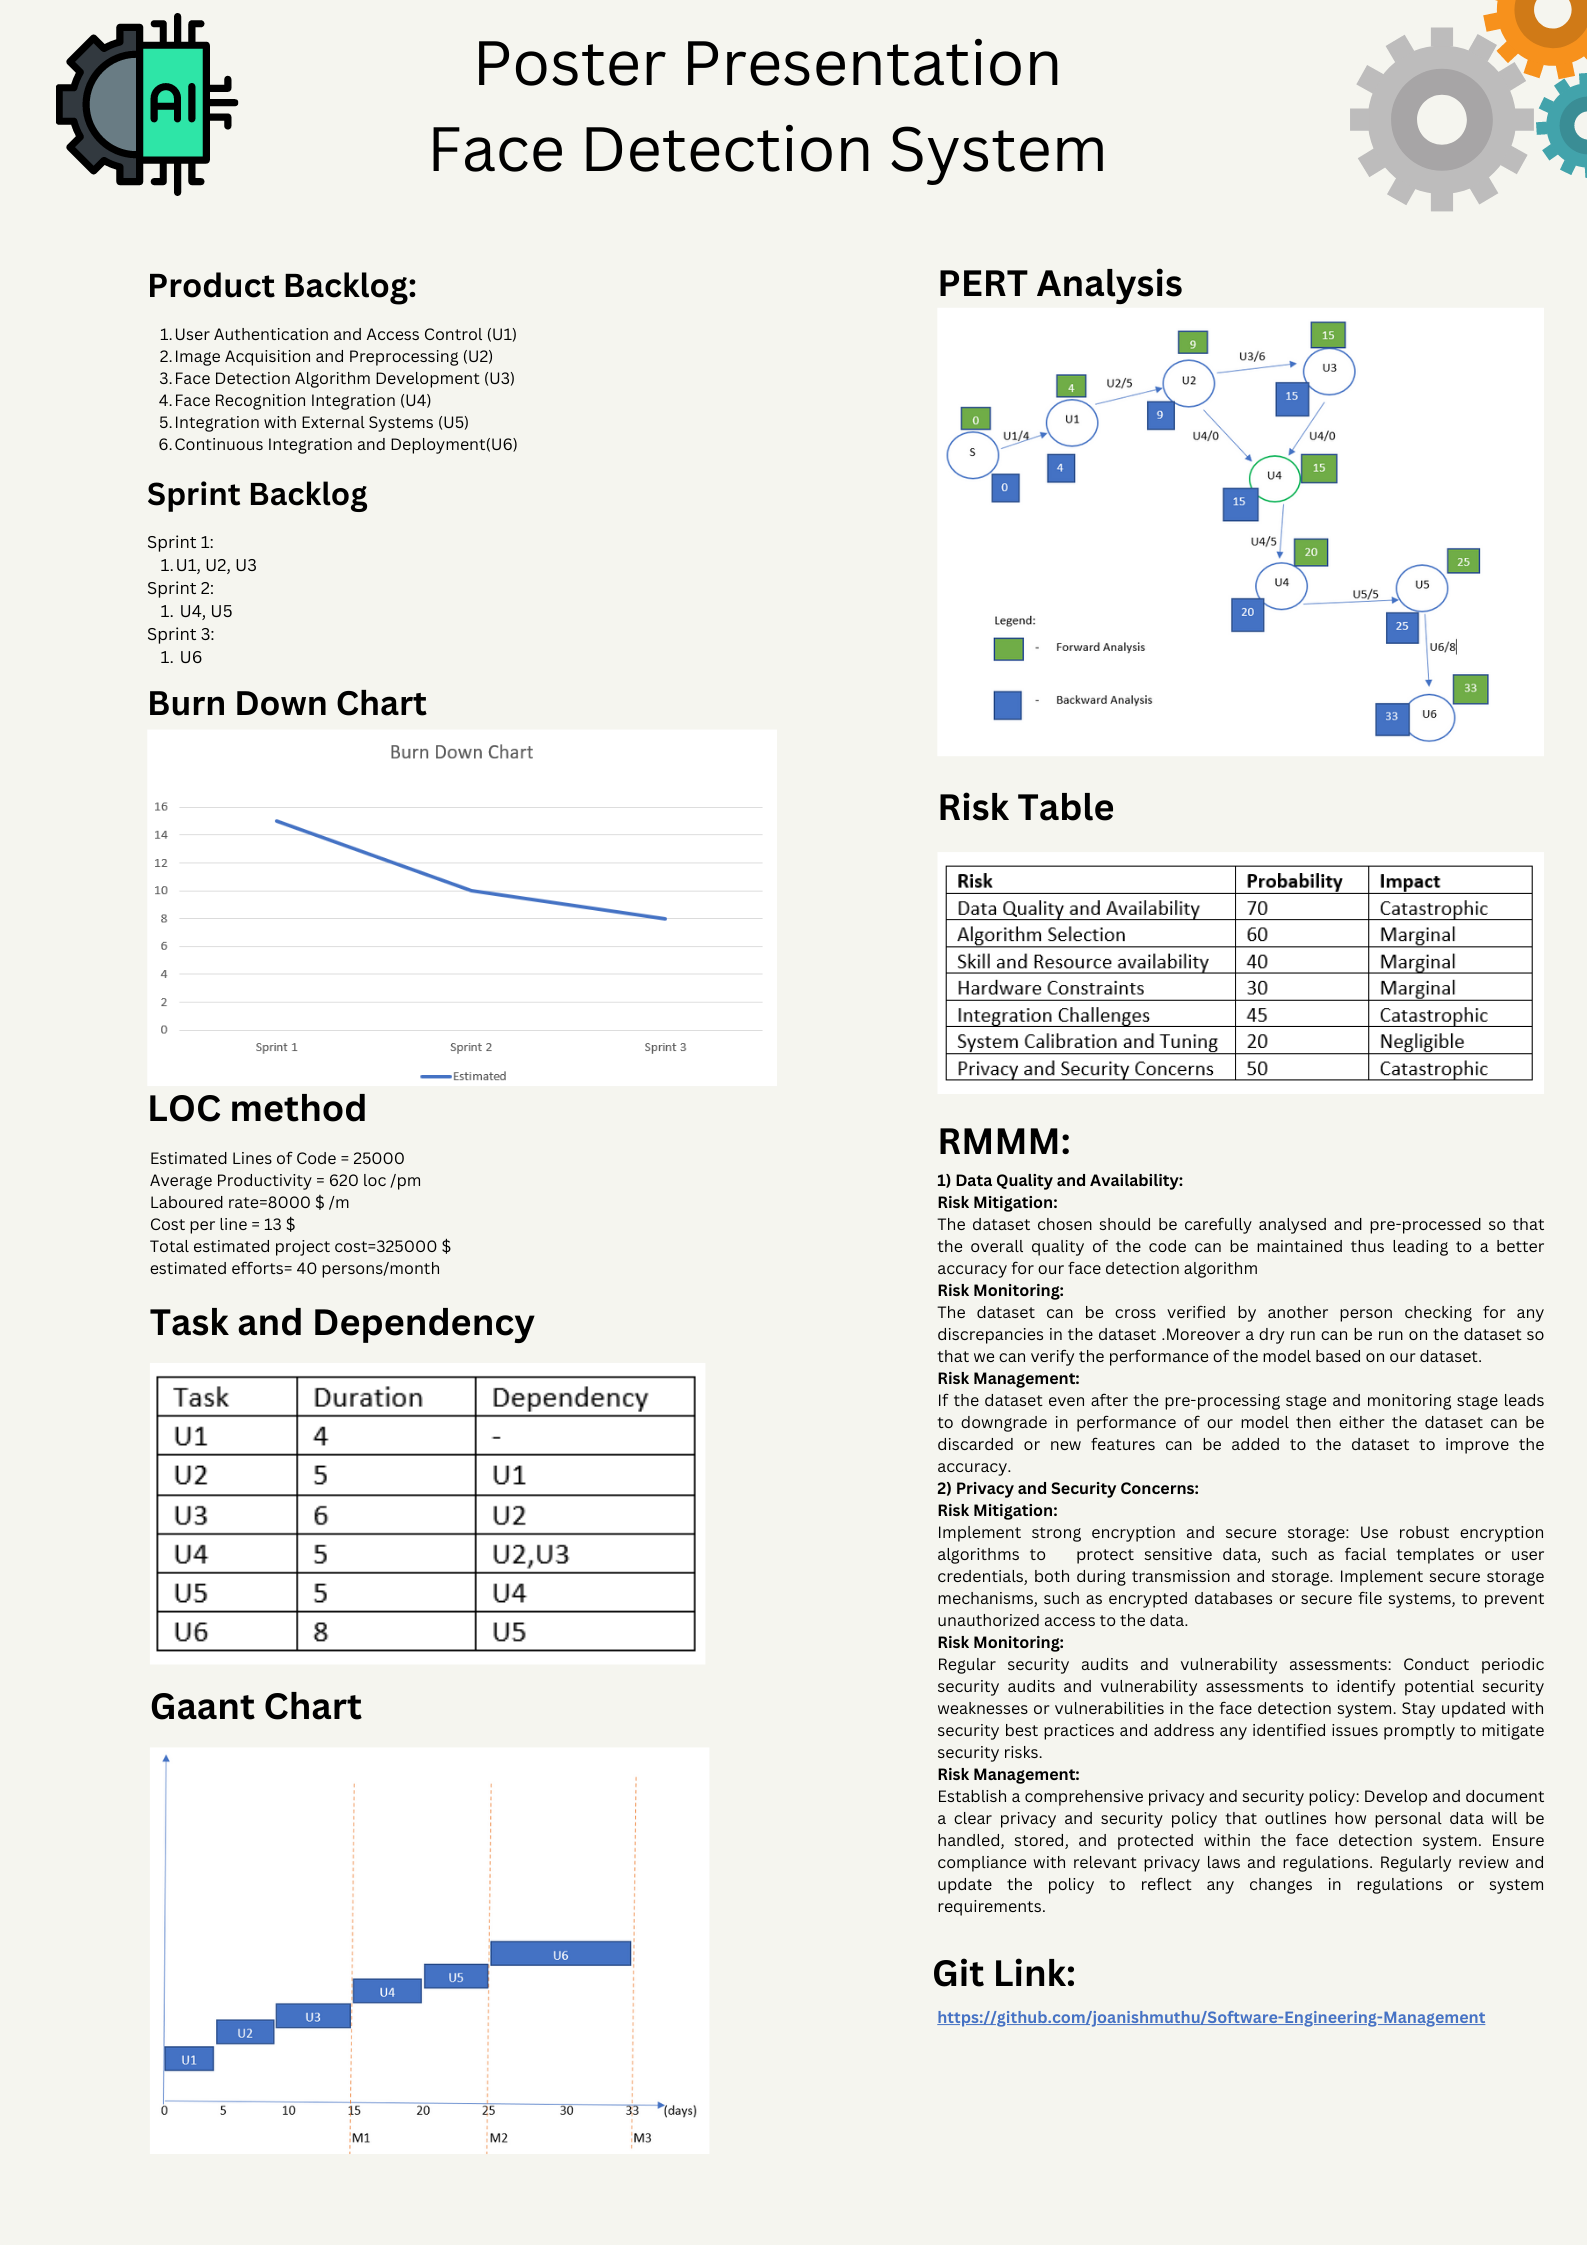 AI
Poster Presentation
Face Detection System
Product Backlog:
1. User Authentication and Access Control (U1)
2. Image Acquisition and Preprocessing (U2)
3. Face Detection Algorithm Development (U3)
4. Face Recognition Integration (U4)
5. Integration with External Systems (U5)
6. Continuous Integration and Deployment(U6)
Sprint Backlog
Sprint 1:
1. U1, U2, U3
Sprint 2:
1. U4, U5
Sprint 3:
1. U6
Burn Down Chart
Burn Down Chart
16
14
12
10
8
6
4
2
0
Sprint 1 Sprint 2 Sprint 3
Estimated
LOC method
Estimated Lines of Code = 25000
Average Productivity = 620 loc /pm
Laboured rate=8000 $ /m
Cost per line = 13 $
Total estimated project cost=325000 $
estimated efforts= 40 persons/month
Task and Dependency
Task Duration Dependency
U1 4 -
U2 5 U1
U3 6 U2
U4 5 U2,U3
U5 5 U4
U6 8 U5
Gaant Chart
U6
U5
U4
U3
U2
U1
0 5 10 15 20 25 30 33 (days)
M1 M2 M3
PERT Analysis
15
9
U3/6
U3
U2
U2/5
4
15
9
0
U1
U1/4
U4/0
U4/0
S
4
15
U4
0
15
U4/5
20
25
U4
U5
U5/5
20
25
Legend:
- Forward Analysis
U6/8
33
- Backward Analysis
33
U6
Risk Table
Risk Probability Impact
Data Quality and Availability 70 Catastrophic
Algorithm Selection 60 Marginal
Skill and Resource availability 40 Marginal
Hardware Constraints 30 Marginal
Integration Challenges 45 Catastrophic
System Calibration and Tuning 20 Negligible
Privacy and Security Concerns 50 Catastrophic
RMMM:
1) Data Quality and Availability:
Risk Mitigation:
The dataset chosen should be carefully analysed and pre-processed so that
the overall quality of the code can be maintained thus leading to a better
accuracy for our face detection algorithm
Risk Monitoring:
The dataset can be cross verified by another person checking for any
discrepancies in the dataset .Moreover a dry run can be run on the dataset so
that we can verify the performance of the model based on our dataset.
Risk Management:
If the dataset even after the pre-processing stage and monitoring stage leads
to downgrade in performance of our model then either the dataset can be
discarded or new features can be added to the dataset to improve the
accuracy.
2) Privacy and Security Concerns:
Risk Mitigation:
Implement strong encryption and secure storage: Use robust encryption
algorithms to protect sensitive data, such as facial templates or user
credentials, both during transmission and storage. Implement secure storage
mechanisms, such as encrypted databases or secure file systems, to prevent
unauthorized access to the data.
Risk Monitoring:
Regular security audits and vulnerability assessments: Conduct periodic
security audits and vulnerability assessments to identify potential security
weaknesses or vulnerabilities in the face detection system. Stay updated with
security best practices and address any identified issues promptly to mitigate
security risks.
Risk Management:
Establish a comprehensive privacy and security policy: Develop and document
a clear privacy and security policy that outlines how personal data will be
handled, stored, and protected within the face detection system. Ensure
compliance with relevant privacy laws and regulations. Regularly review and
update the policy to reflect any changes in regulations or system
requirements.
Git Link:
https://github.com/joanishmuthu/Software-Engineering-Management